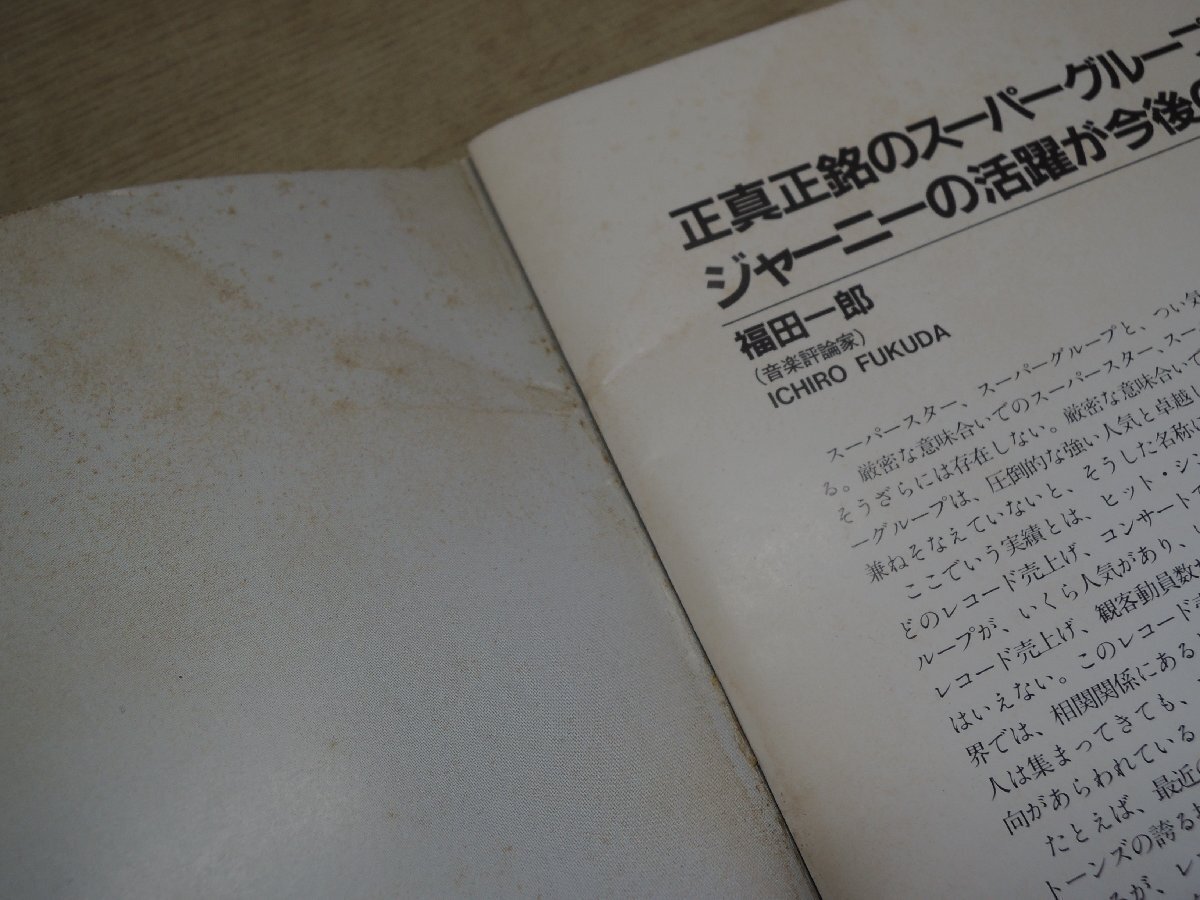 正真正銘のスーパーグループ
ジャーニーの活躍が今後の
福田一郎
(音楽評論家)
ICHIRO FUKUDA
スーパースター、スーパーグループと、つい気
る。厳密な意味合いでのスーパースター、スー
そうざらには存在しない。厳密な意味合いで
ーグループは、圧倒的な強い人気と卓越し
兼ねそなえていないと、そうした名称に
ここでいう実績とは、ヒット・シン
どのレコード売上げ、コンサートで
ループが、いくら人気があり、
レコード売上げ、観客動員数
はいえない。このレコード売
界では、相関関係にある
人は集まってきても、
向があらわれている
たとえば、最近の
トーンズの誇る
るが、レ